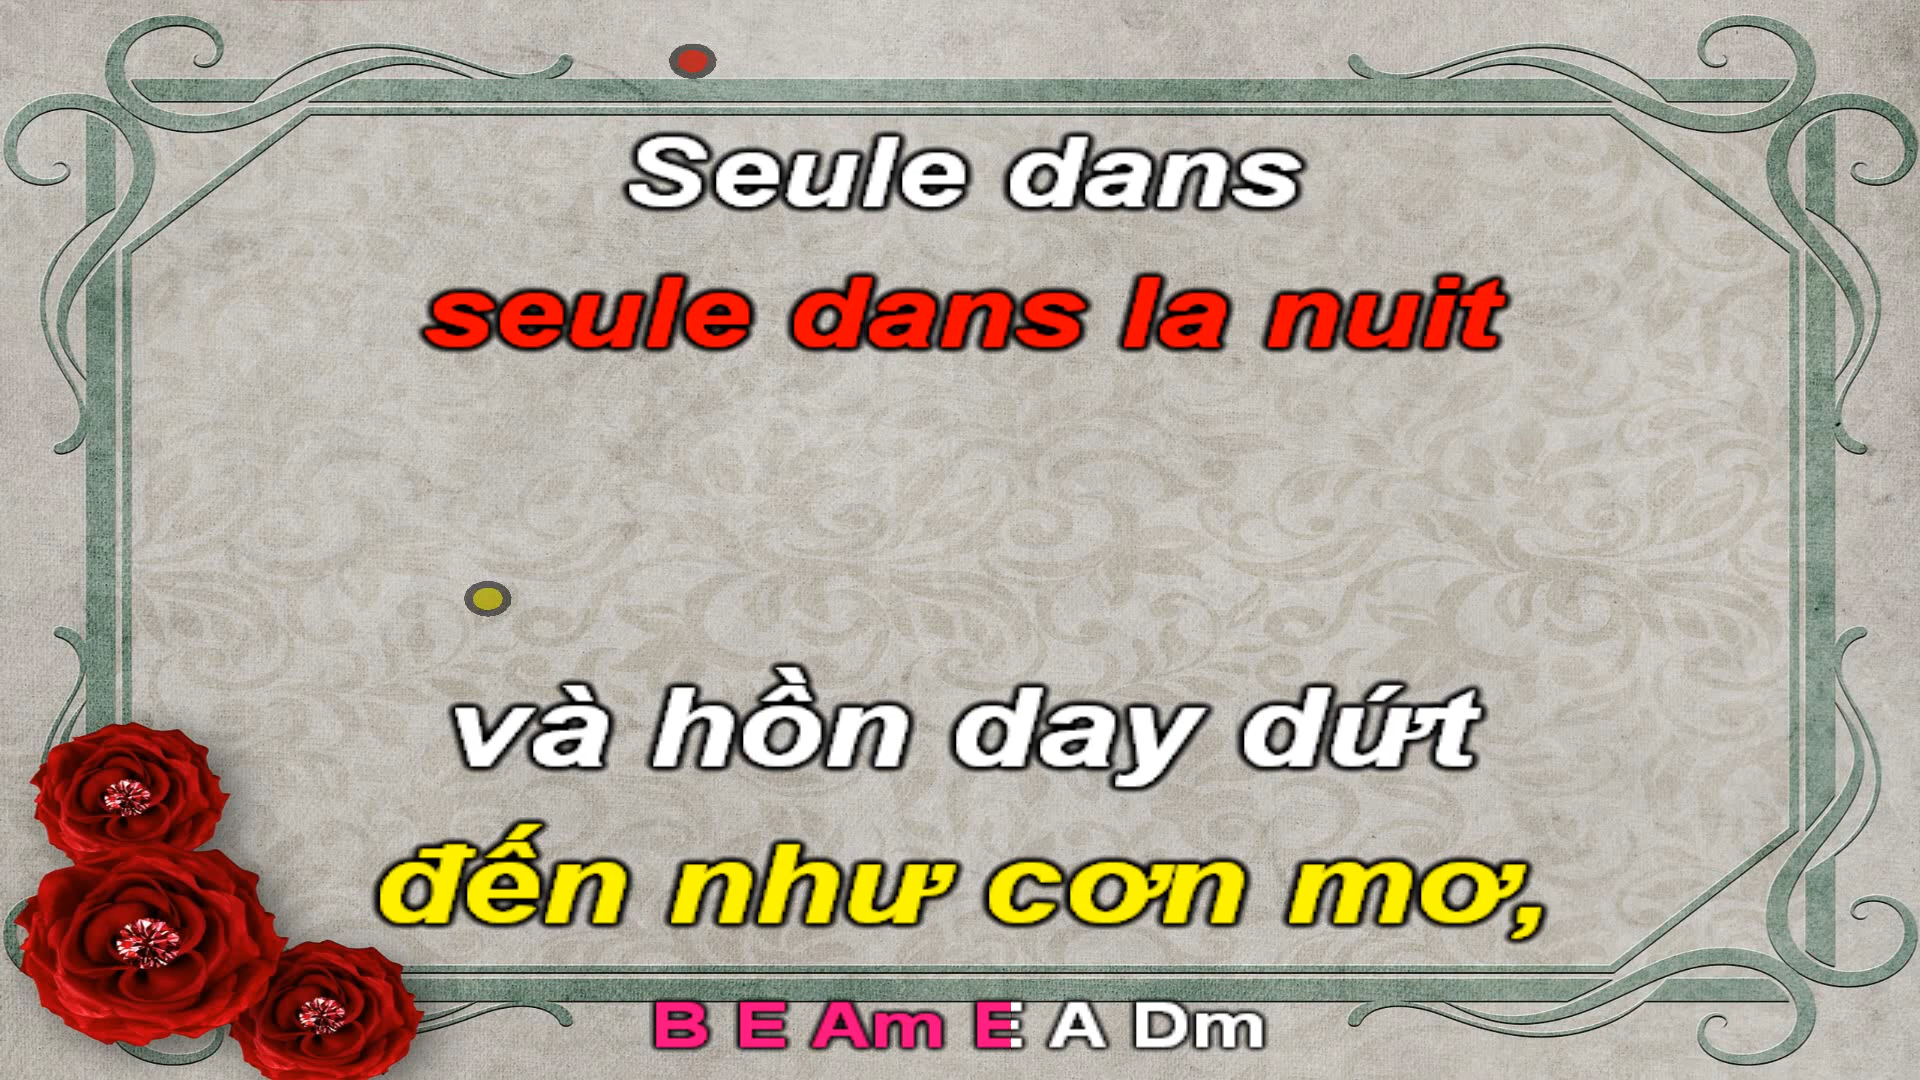 Seule dans
seule dans la nuit
và hồn day dứt
đến như cơn mơ,
B E Am E A Dm